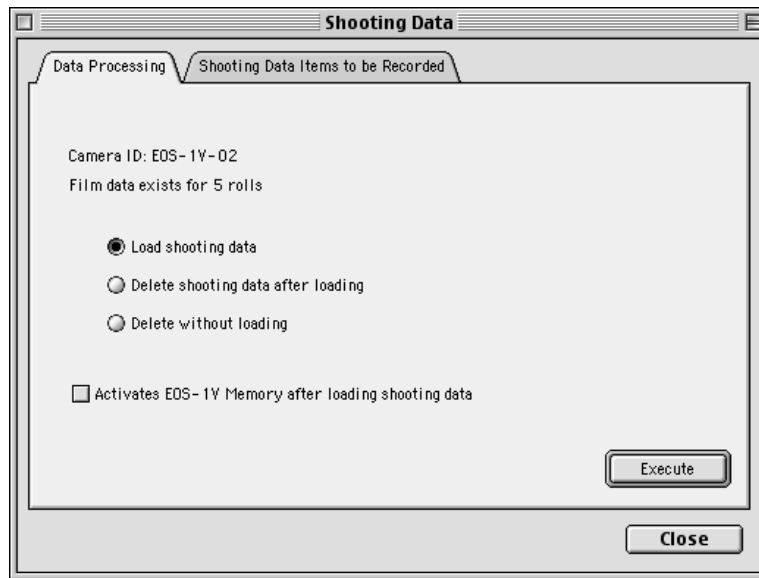 Shooting Data
Data Processing
Shooting Data Items to be Recorded
Camera ID: EOS-1V-02
Film data exists for 5 rolls
Load shooting data
Delete shooting data after loading
Delete without loading
Activates EOS-1V Memory after loading shooting data
Execute
Close